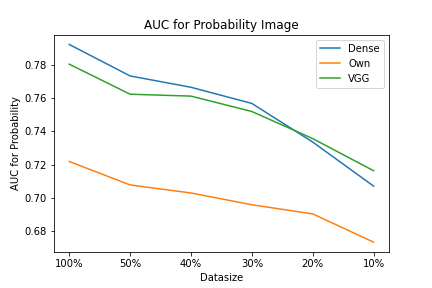 AUC for Probability Image
AUC for Probability
0.78
0.76
0.74
0.72
0.70
0.68
Dense
Own
VGG
100% 50% 40% 30% 20% 10%
Datasize